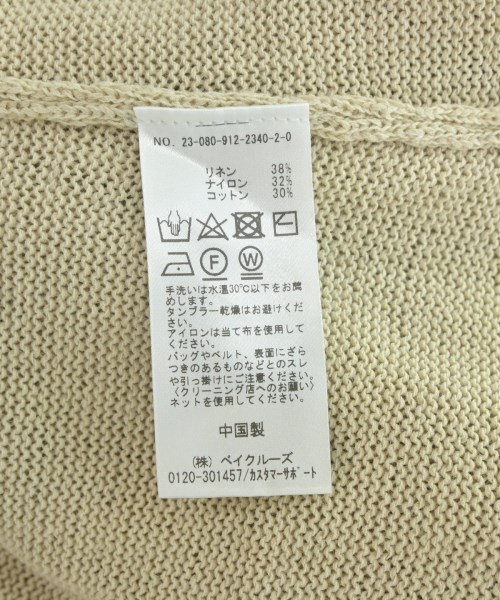 NO. 23-080-912-2340-2-0
リネン 38%
ナイロン 32%
コットン 30%
F W
手洗いは水温30℃以下をお薦
めします。
タンブラー乾燥はお避けくださ
い。
アイロンは当て布を使用して
ください。
バッグやベルト、表面にざら
つきのあるものなどとのスレ
や引っ掛けにご注意ください。
〈クリーニング店へのお願い〉
ネットを使用してください。
中国製
(株) ベイクルーズ
0120-301457/カスタマーサポート